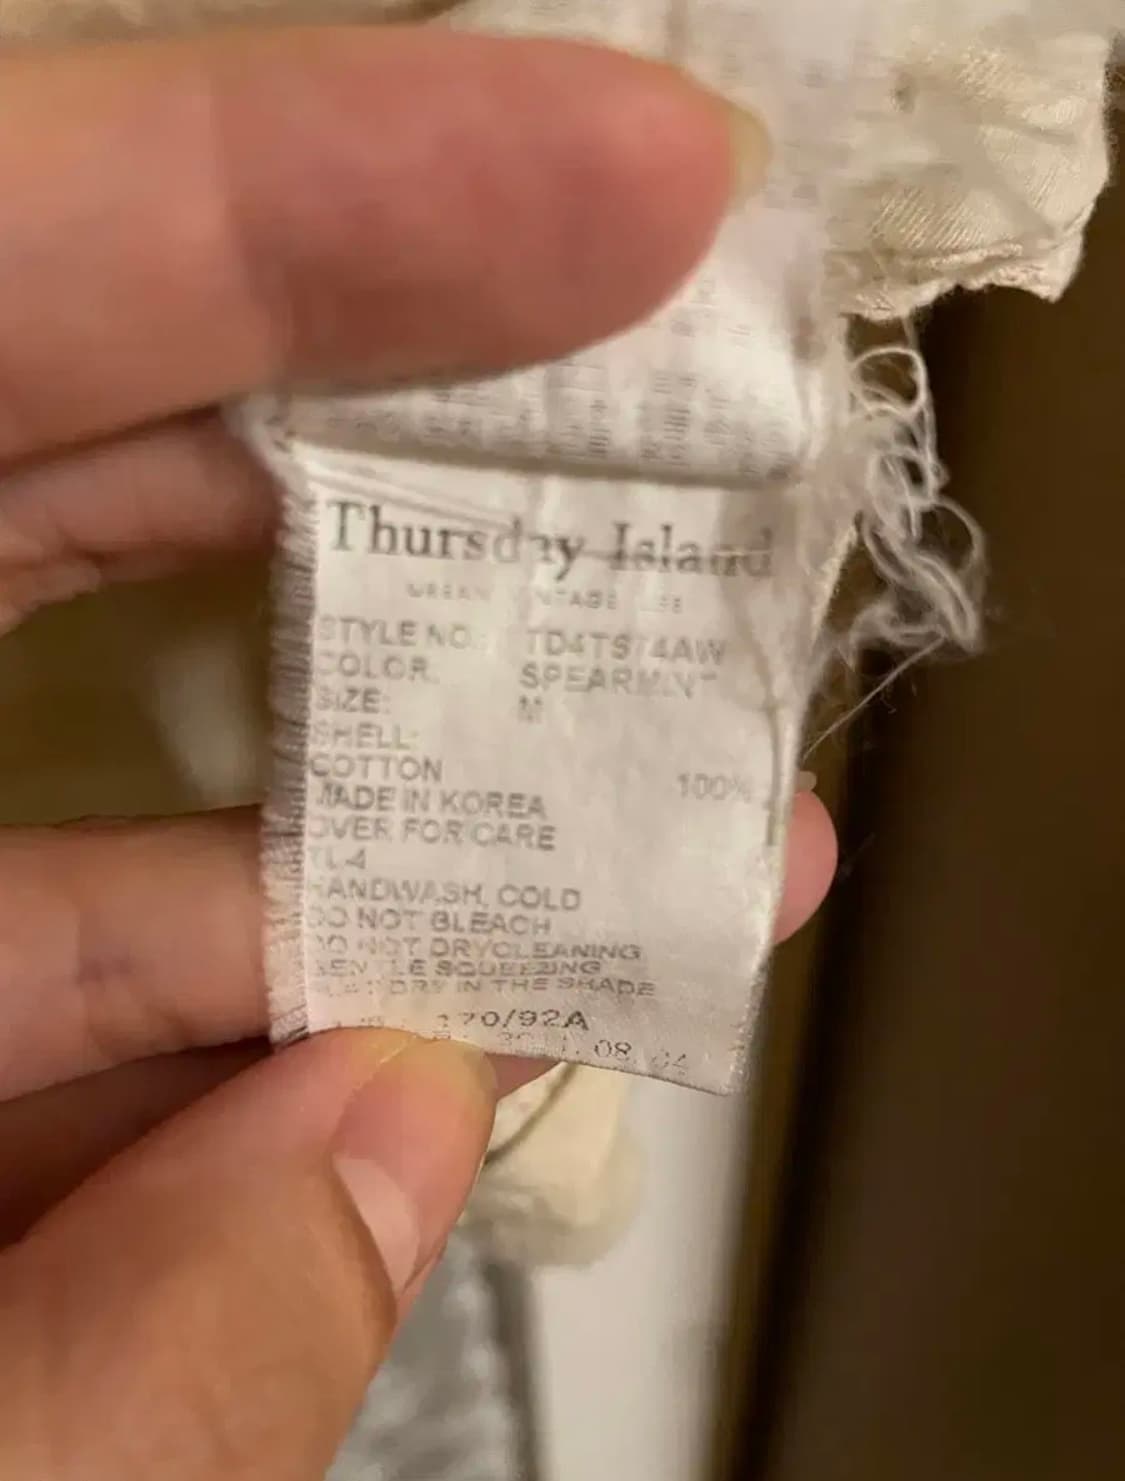 Thursday Island
STYLE NO.:
COLOR: SPEARMINT
SIZE: M
SHELL:
COTTON 100%
MADE IN KOREA
OVER FOR CARE
HANDWASH, COLD
DO NOT BLEACH
DO NOT DRYCLEANING
GENTLE SQUEEZING
DRY IN THE SHADE
170/92A
08